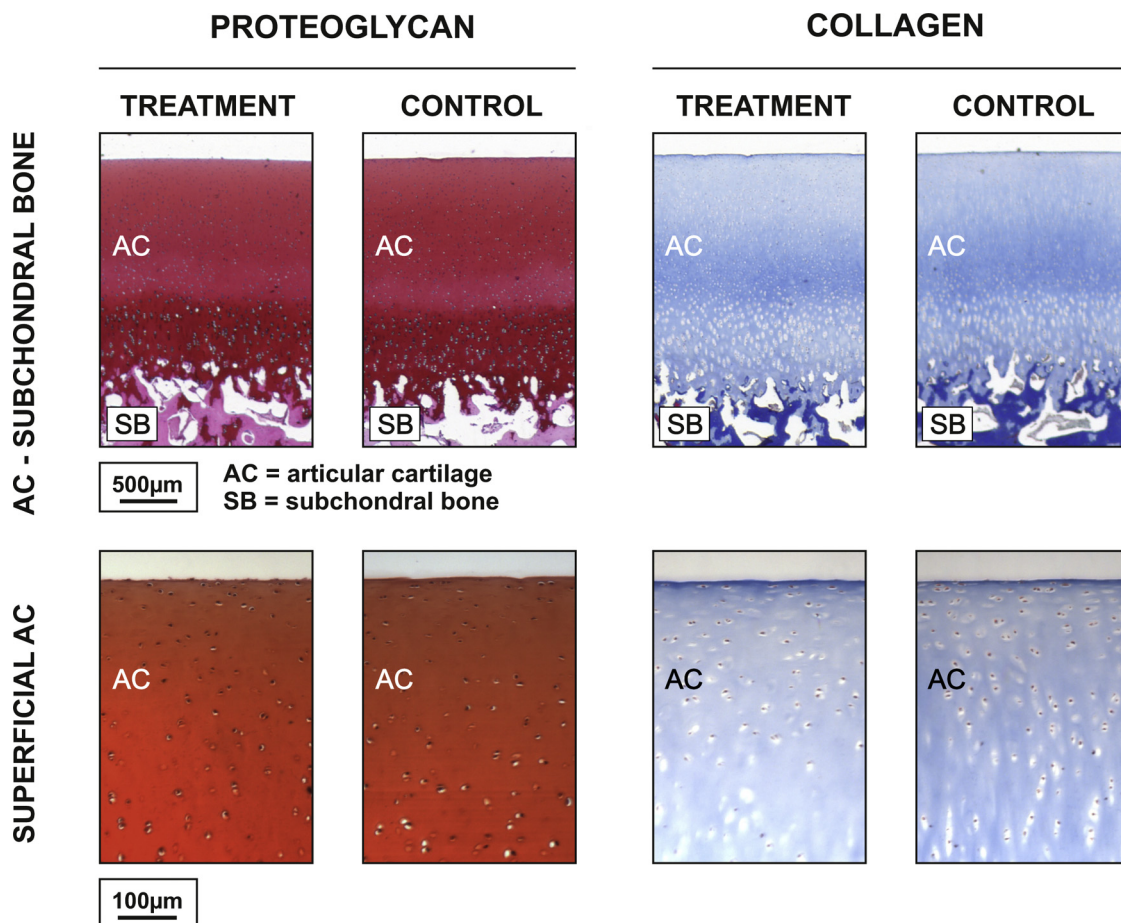 PROTEOGLYCAN
COLLAGEN
TREATMENT
CONTROL
TREATMENT
CONTROL
AC - SUBCHONDRAL BONE
AC
AC
AC
AC
SB
SB
SB
SB
500µm
AC = articular cartilage
SB = subchondral bone
SUPERFICIAL AC
AC
AC
AC
AC
100µm